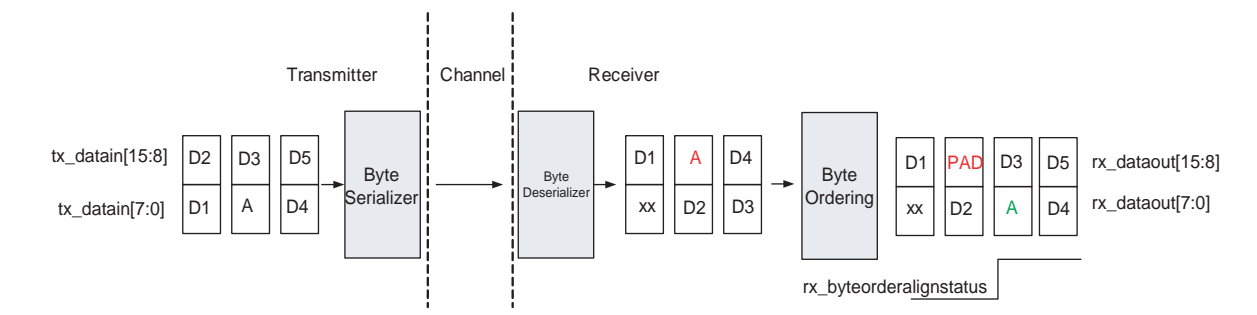 Transmitter Channel Receiver
tx_datain[15:8] D2 D3 D5 D1 A D4 D1 PAD D3 D5 rx_dataout[15:8]
Byte Serializer
Byte Deserializer
Byte Ordering
tx_datain[7:0] D1 A D4 xx D2 D3 xx D2 A D4 rx_dataout[7:0]
rx_byteorderalignstatus